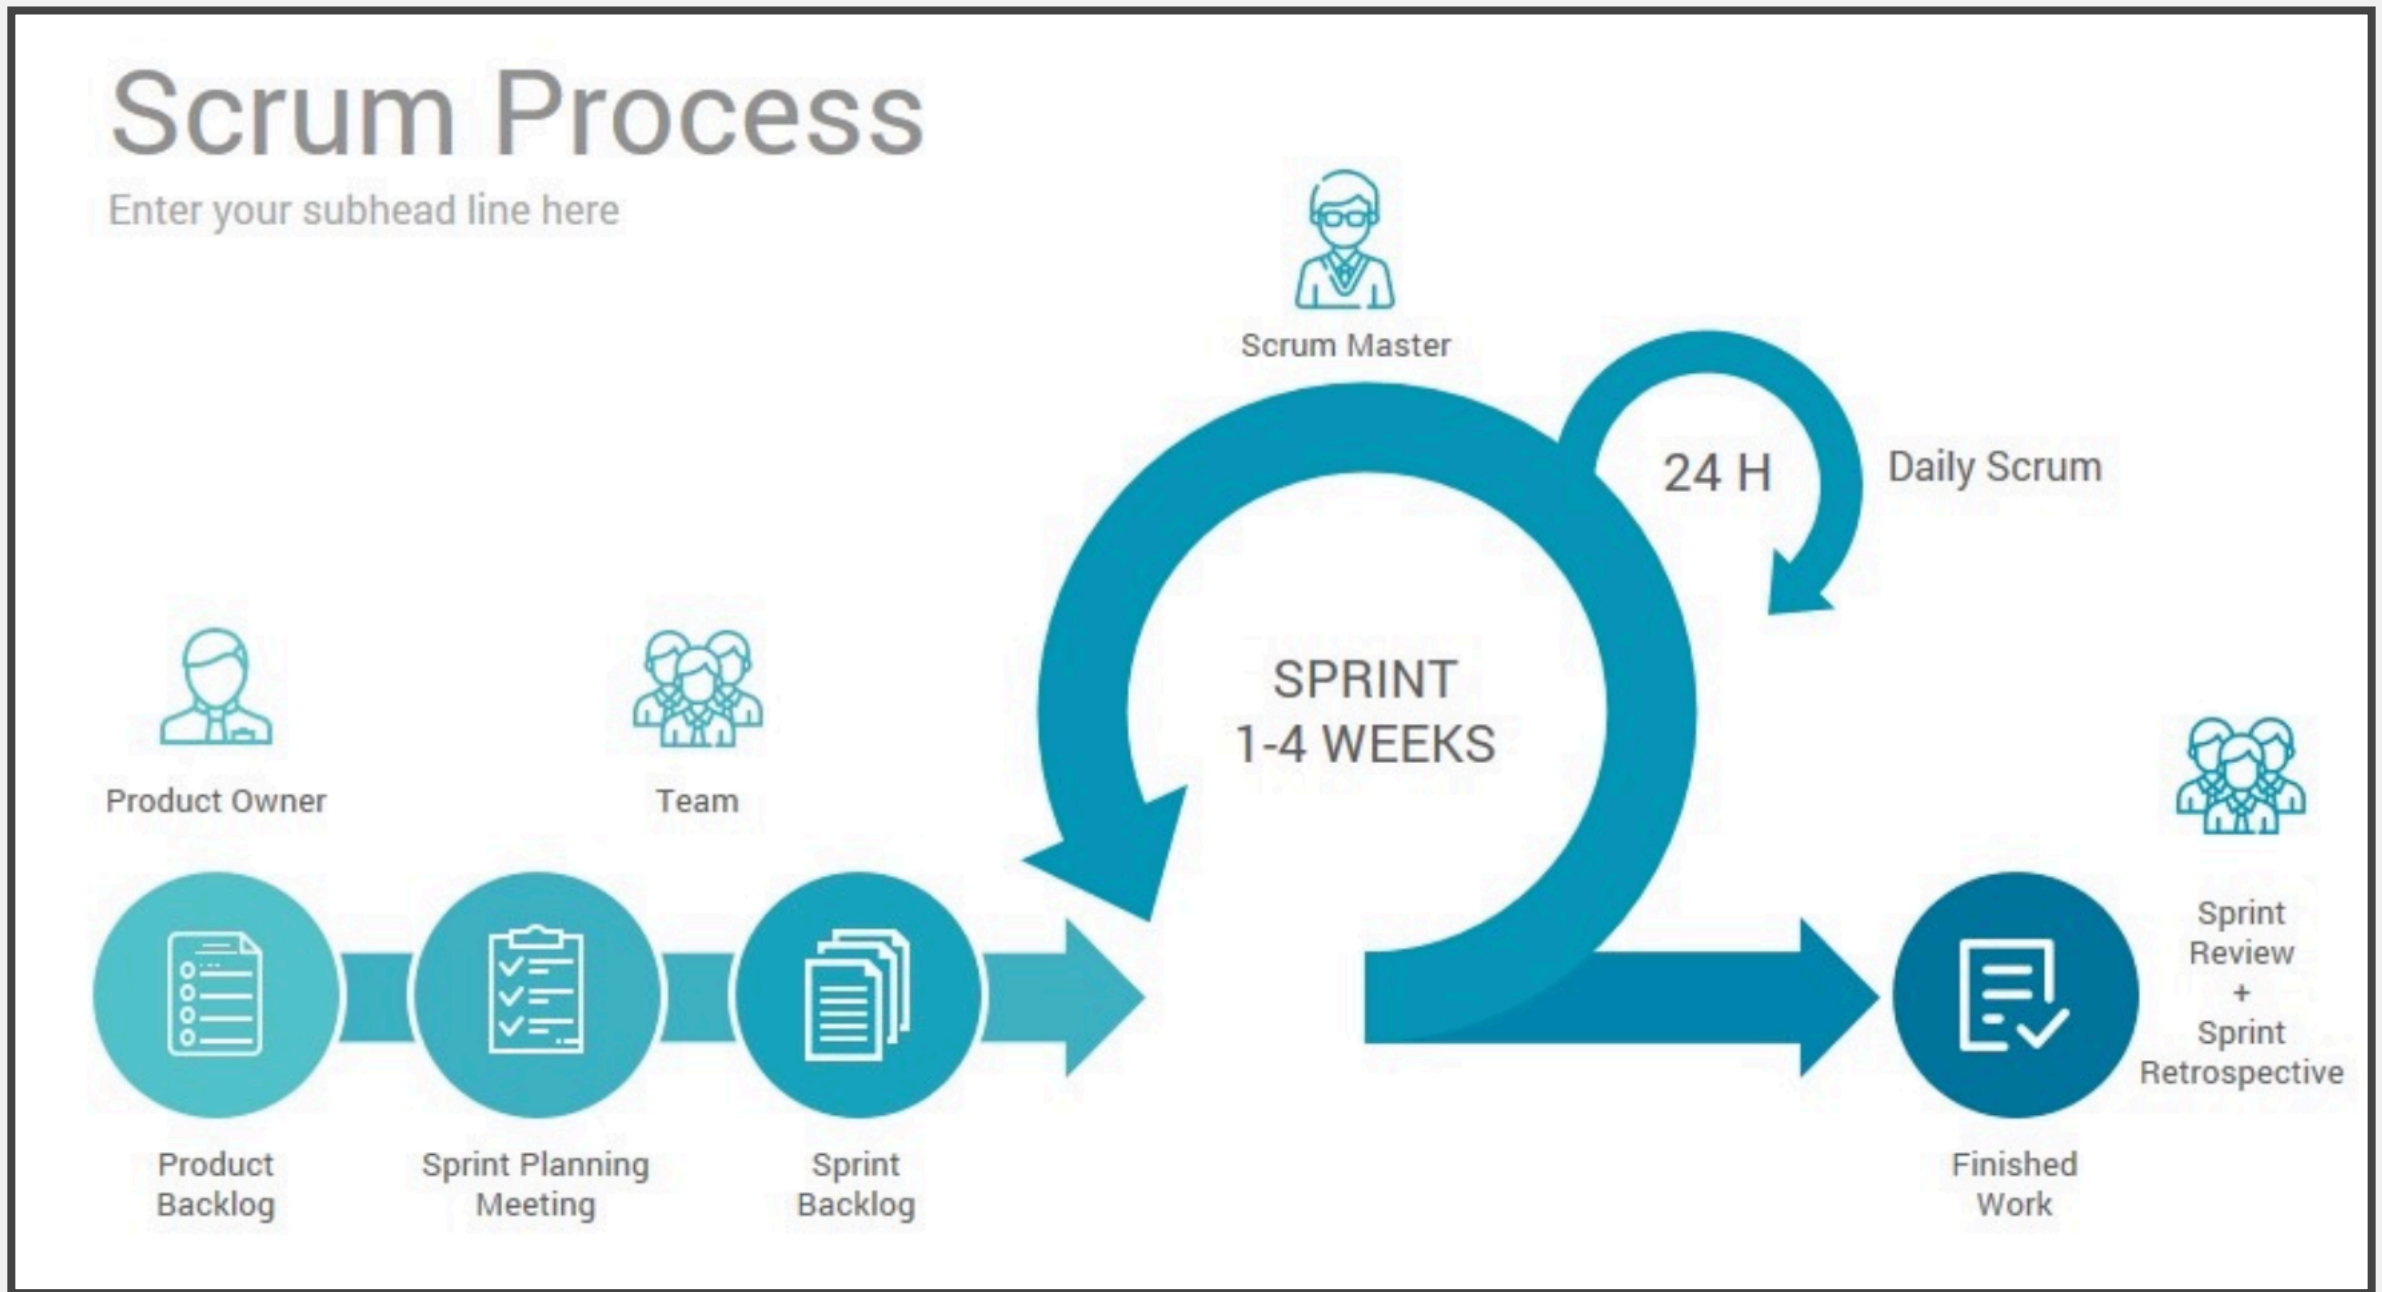 Scrum Process
Enter your subhead line here
Scrum Master
24 H
Daily Scrum
SPRINT
1-4 WEEKS
Product Owner
Team
Product
Backlog
Sprint Planning
Meeting
Sprint
Backlog
Finished
Work
Sprint
Review
+
Sprint
Retrospective